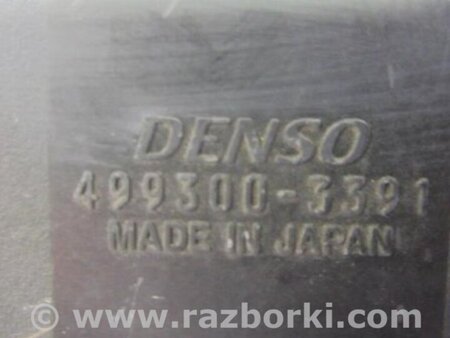 DENSO
499300-3391
MADE IN JAPAN
© www.razborki.com